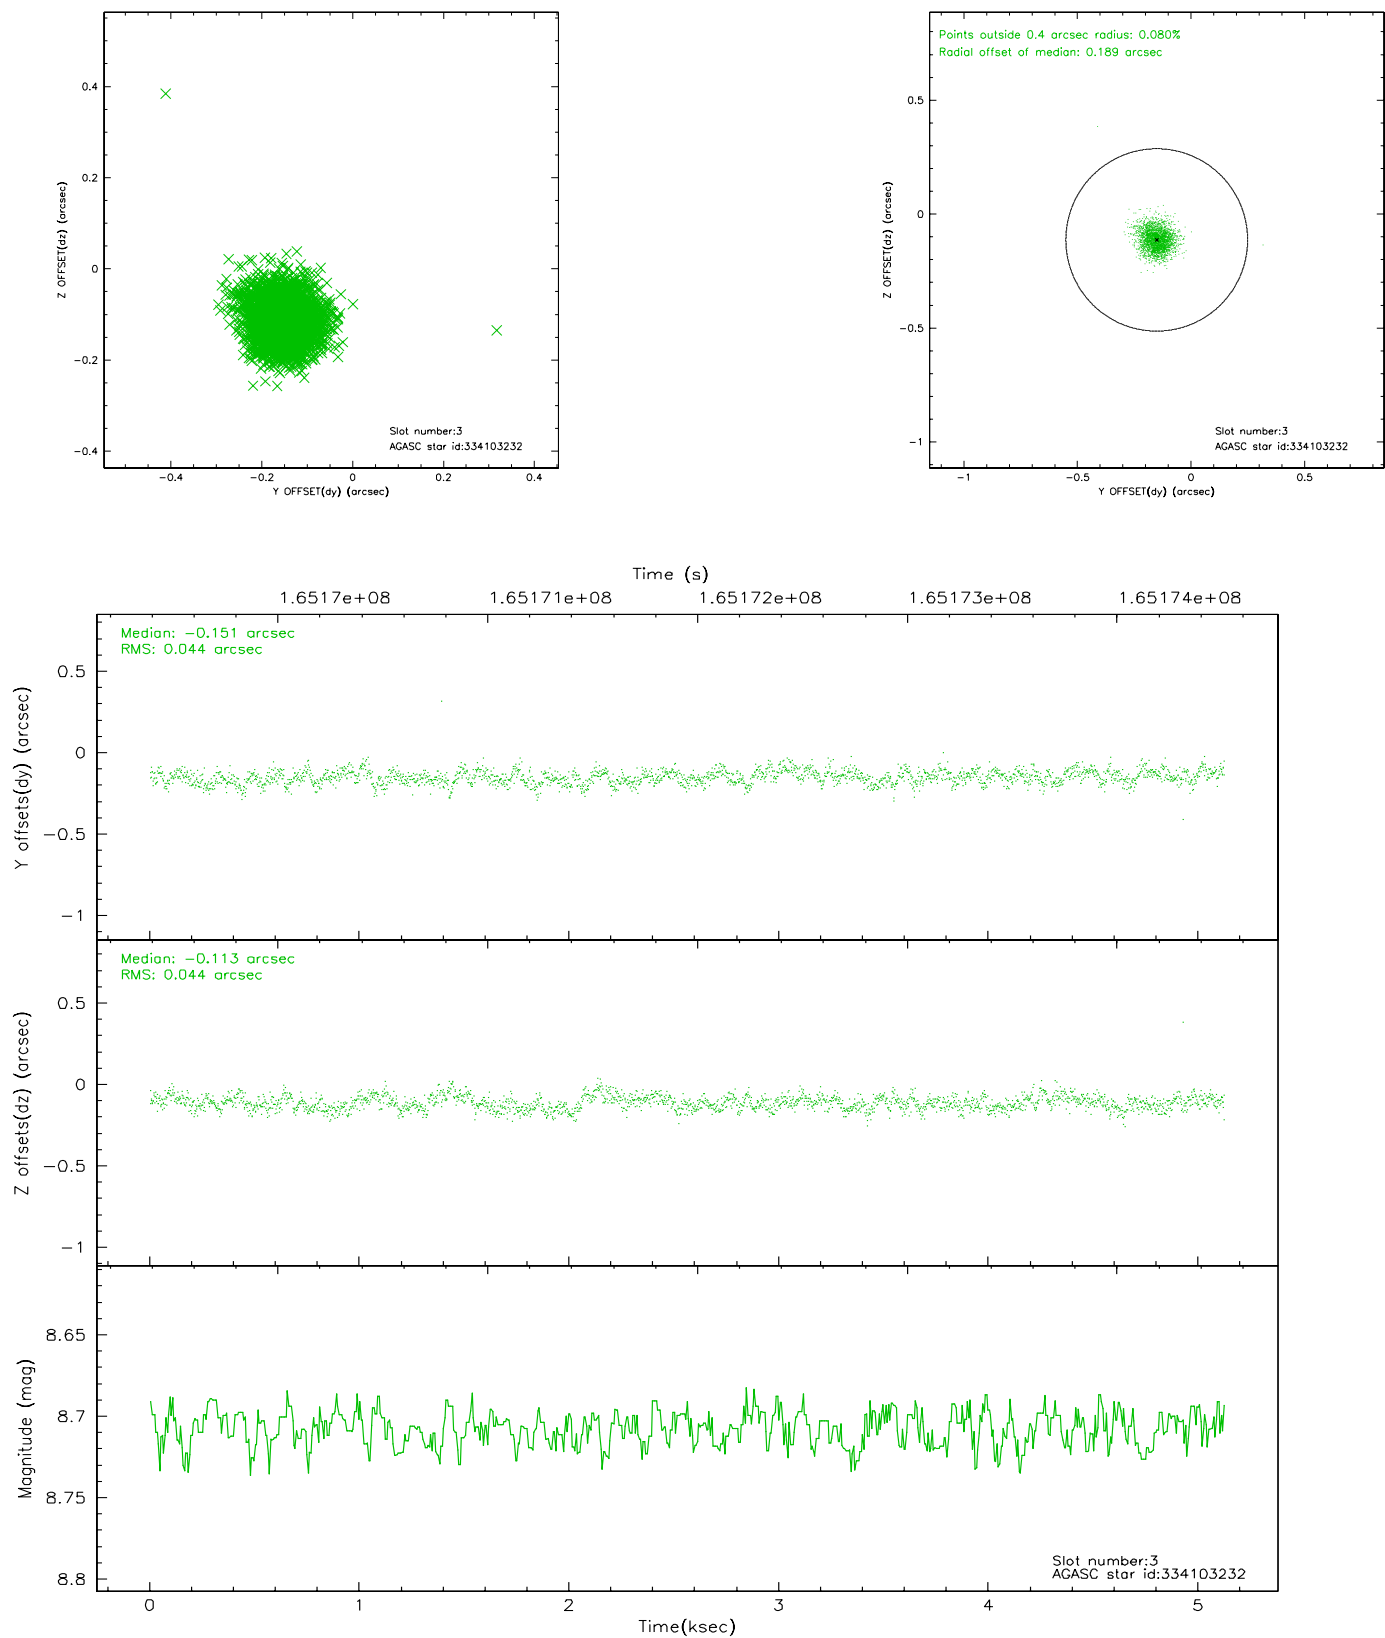 0.4
0.2
0
−0.2
−0.4
Z OFFSET(dz) (arcsec)
Slot number:3
AGASC star id:334103232
−0.4 −0.2 0 0.2 0.4
Y OFFSET(dy) (arcsec)
Points outside 0.4 arcsec radius: 0.080%
Radial offset of median: 0.189 arcsec
0.5
0
−0.5
−1
Z OFFSET(dz) (arcsec)
Slot number:3
AGASC star id:334103232
−1 −0.5 0 0.5
Y OFFSET(dy) (arcsec)
Time (s)
1.6517e+08 1.65171e+08 1.65172e+08 1.65173e+08 1.65174e+08
Median: −0.151 arcsec
RMS: 0.044 arcsec
0.5
0
−0.5
−1
Y offsets(dy) (arcsec)
Median: −0.113 arcsec
RMS: 0.044 arcsec
0.5
0
−0.5
−1
Z offsets(dz) (arcsec)
8.65
8.7
8.75
8.8
Magnitude (mag)
Slot number:3
AGASC star id:334103232
0 1 2 3 4 5
Time(ksec)